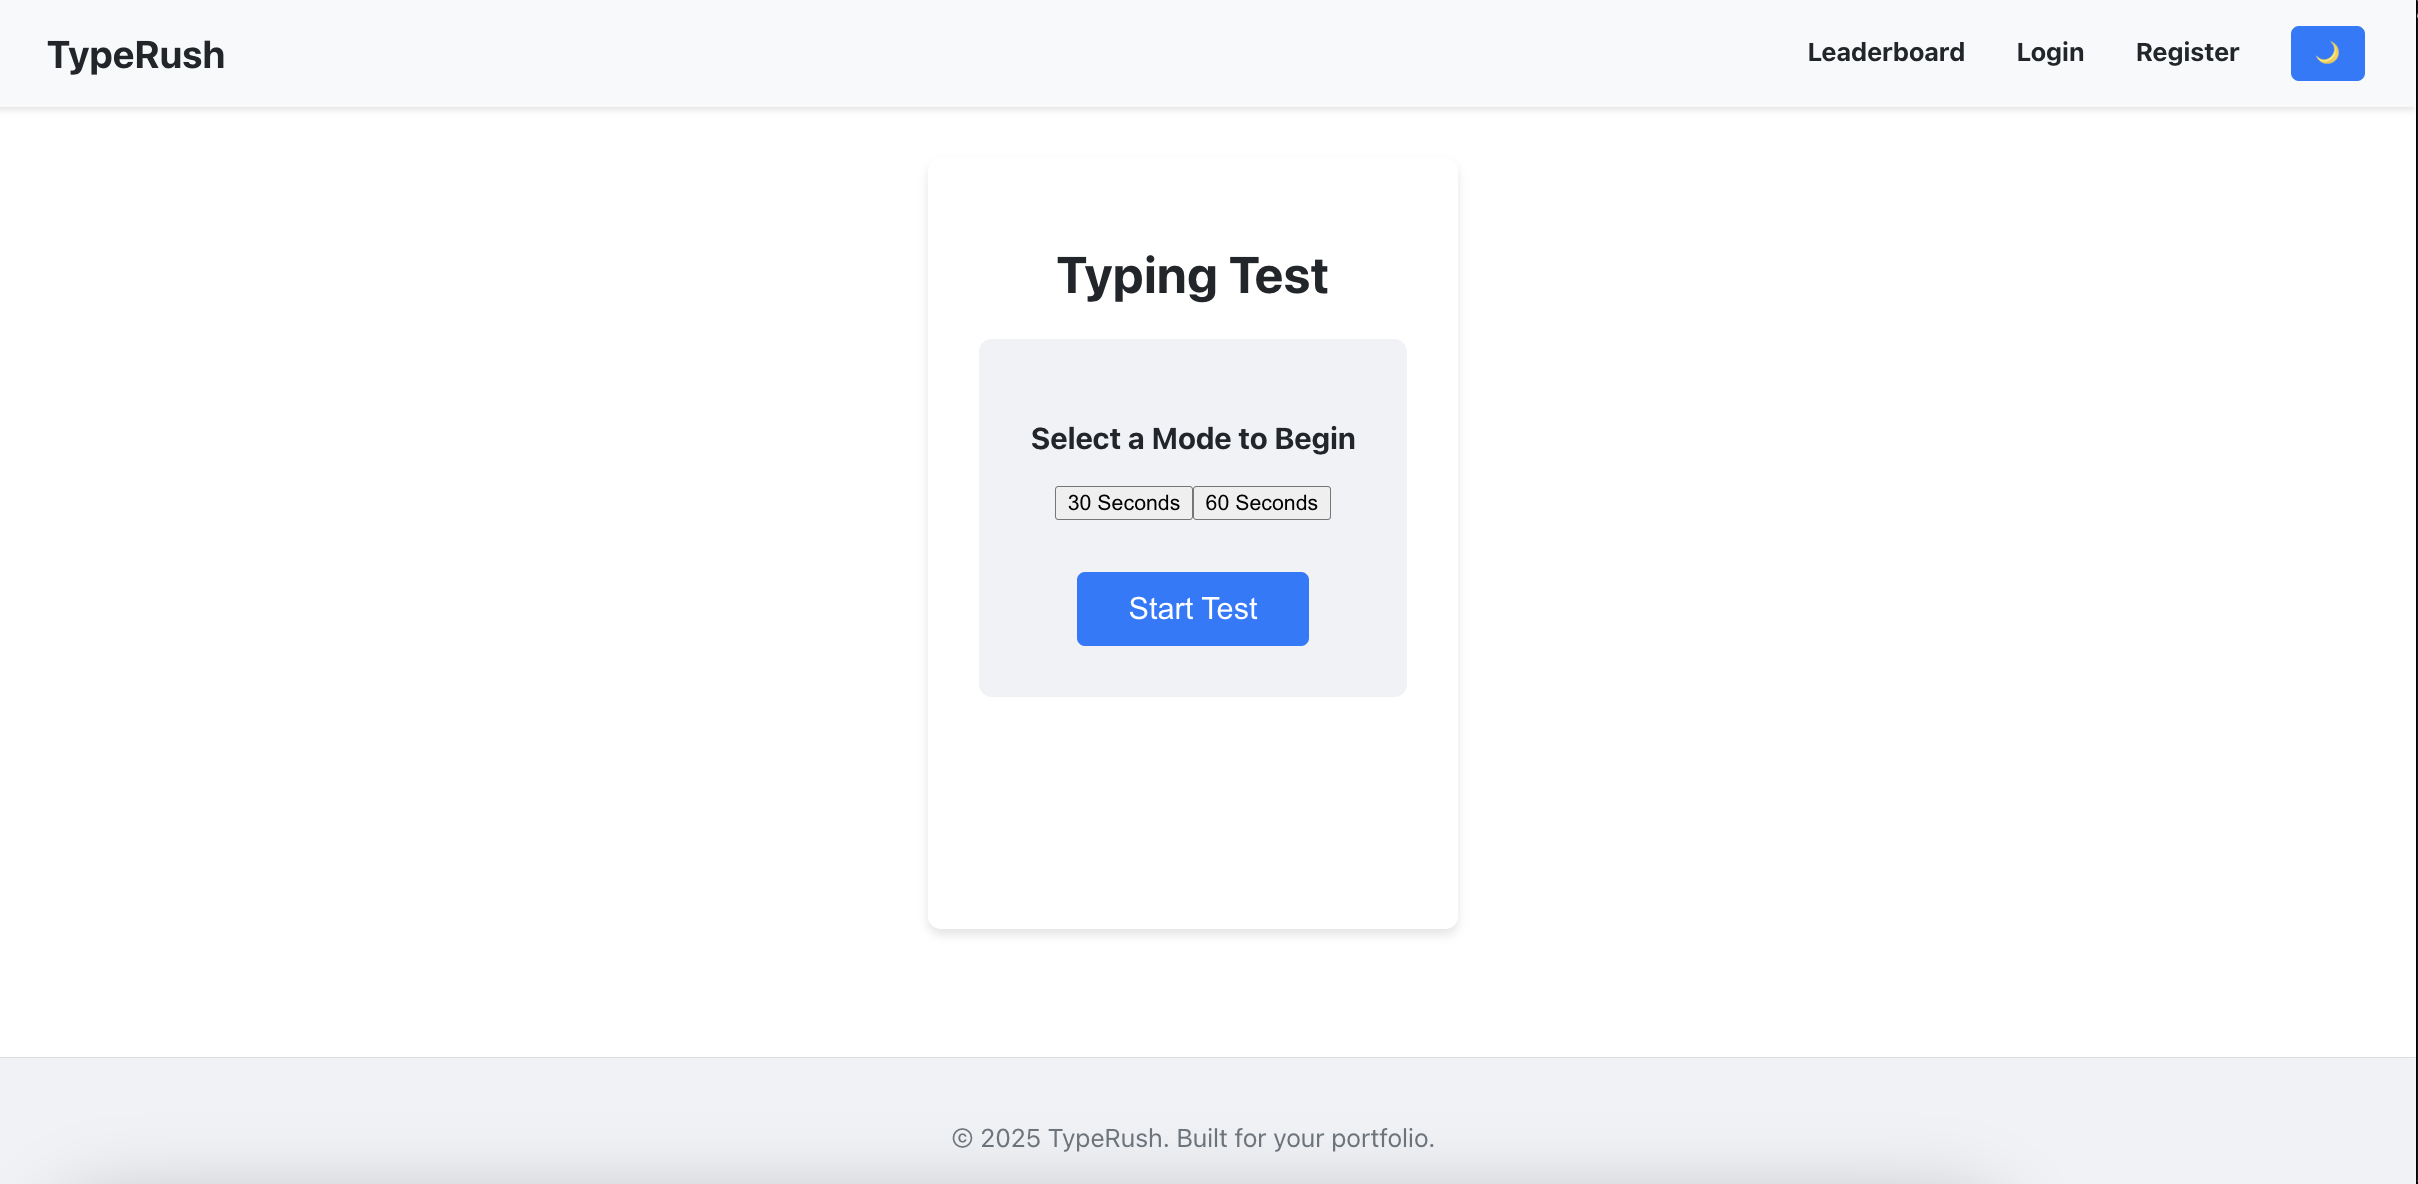 TypeRush
Leaderboard Login Register
Typing Test
Select a Mode to Begin
30 Seconds 60 Seconds
Start Test
© 2025 TypeRush. Built for your portfolio.